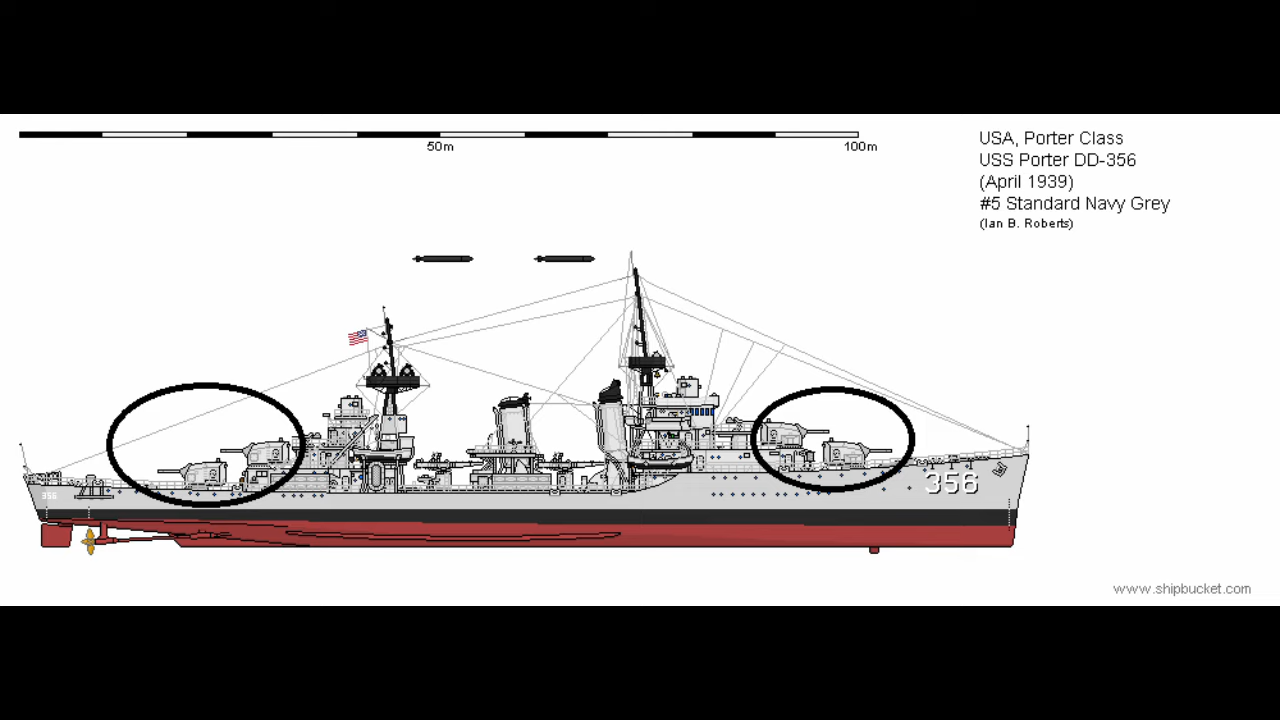 50m
100m
USA, Porter Class
USS Porter DD-356
(April 1939)
#5 Standard Navy Grey
(Ian B. Roberts)
356
356
www.shipbucket.com